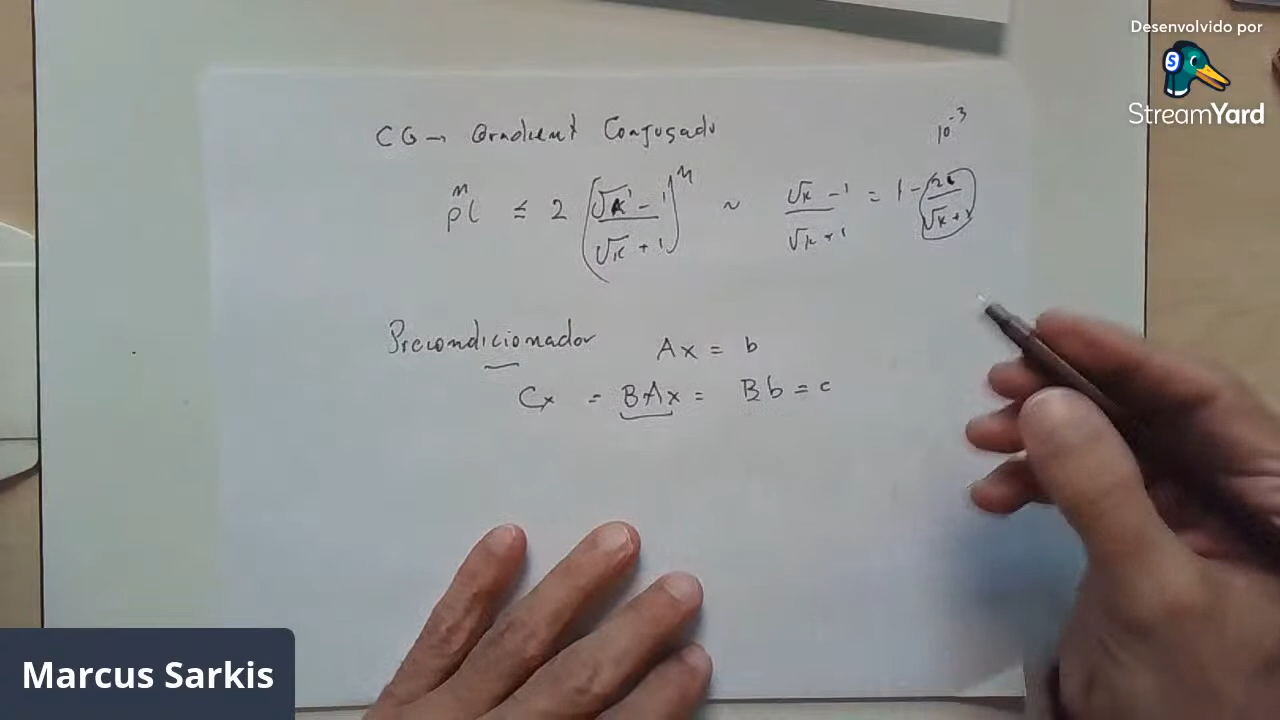 Desenvolvido por
StreamYard
CG → Gradient Conjugado
10^-3
ρ^n ≤ 2 ((√κ - 1)/(√κ + 1))^n ~ (√κ - 1)/(√κ + 1) = 1 - 2/(√κ + 1)
Precondicionador Ax = b
Cx = BAx = Bb = c
Marcus Sarkis